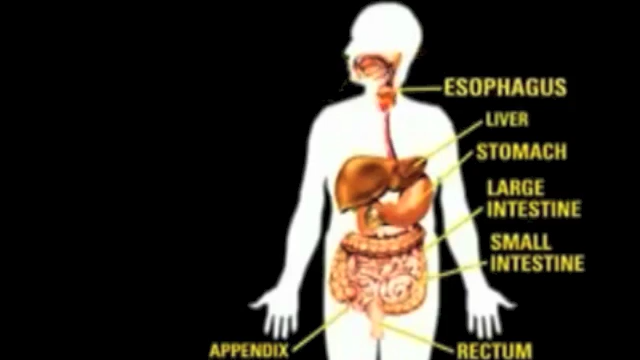 ESOPHAGUS
LIVER
STOMACH
LARGE
INTESTINE
SMALL
INTESTINE
APPENDIX
RECTUM